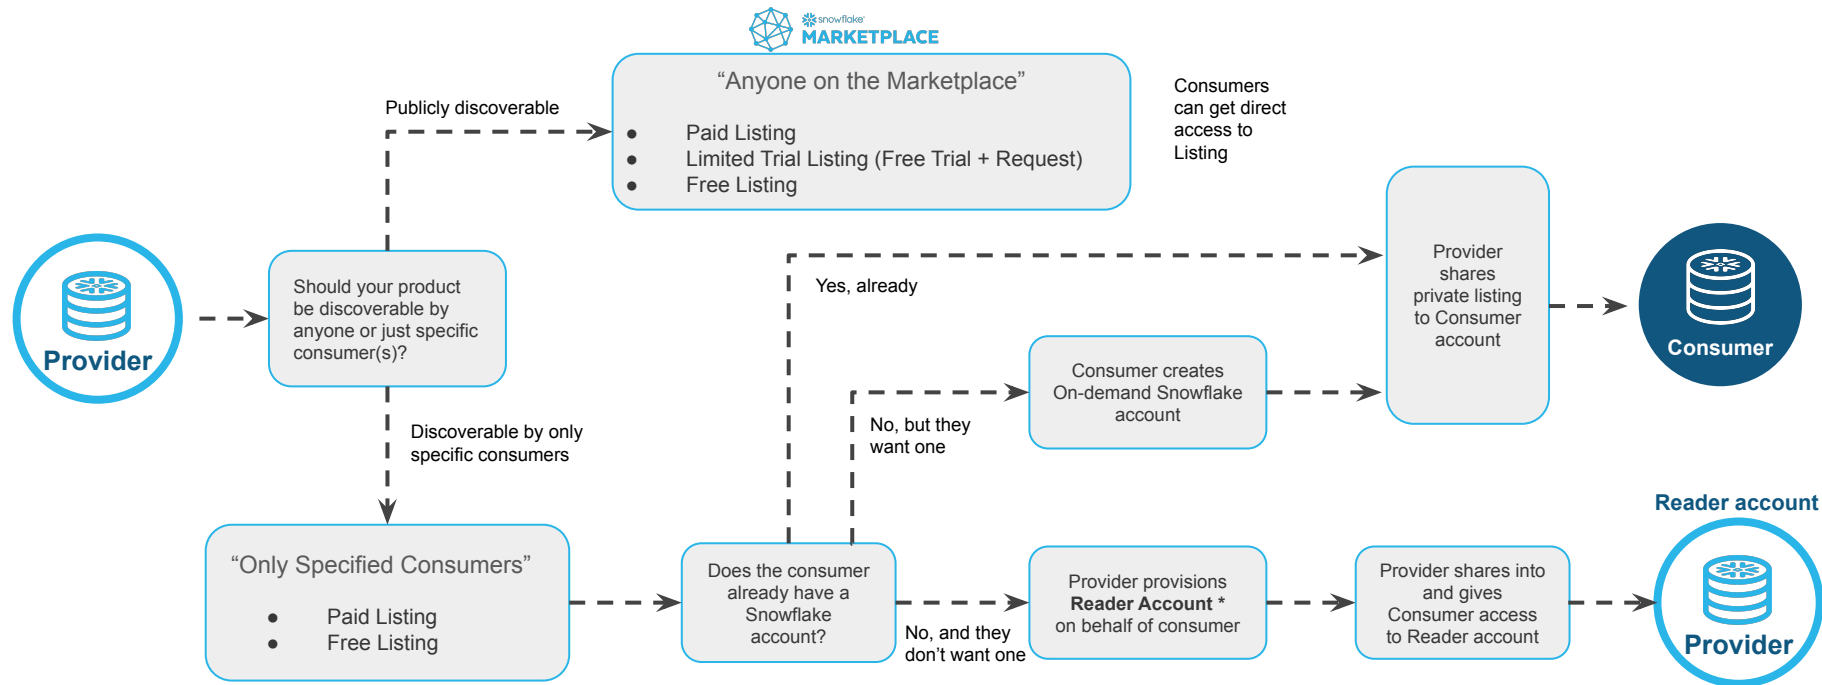 snowflake®
MARKETPLACE
“Anyone on the Marketplace”
● Paid Listing
● Limited Trial Listing (Free Trial + Request)
● Free Listing
Consumers
can get direct
access to
Listing
Publicly discoverable
Provider
Should your product
be discoverable by
anyone or just specific
consumer(s)?
Discoverable by only
specific consumers
“Only Specified Consumers”
● Paid Listing
● Free Listing
Does the consumer
already have a
Snowflake
account?
Yes, already
No, but they
want one
No, and they
don’t want one
Consumer creates
On-demand Snowflake
account
Provider
shares
private listing
to Consumer
account
Consumer
Provider provisions
Reader Account *
on behalf of consumer
Provider shares into
and gives
Consumer access
to Reader account
Reader account
Provider